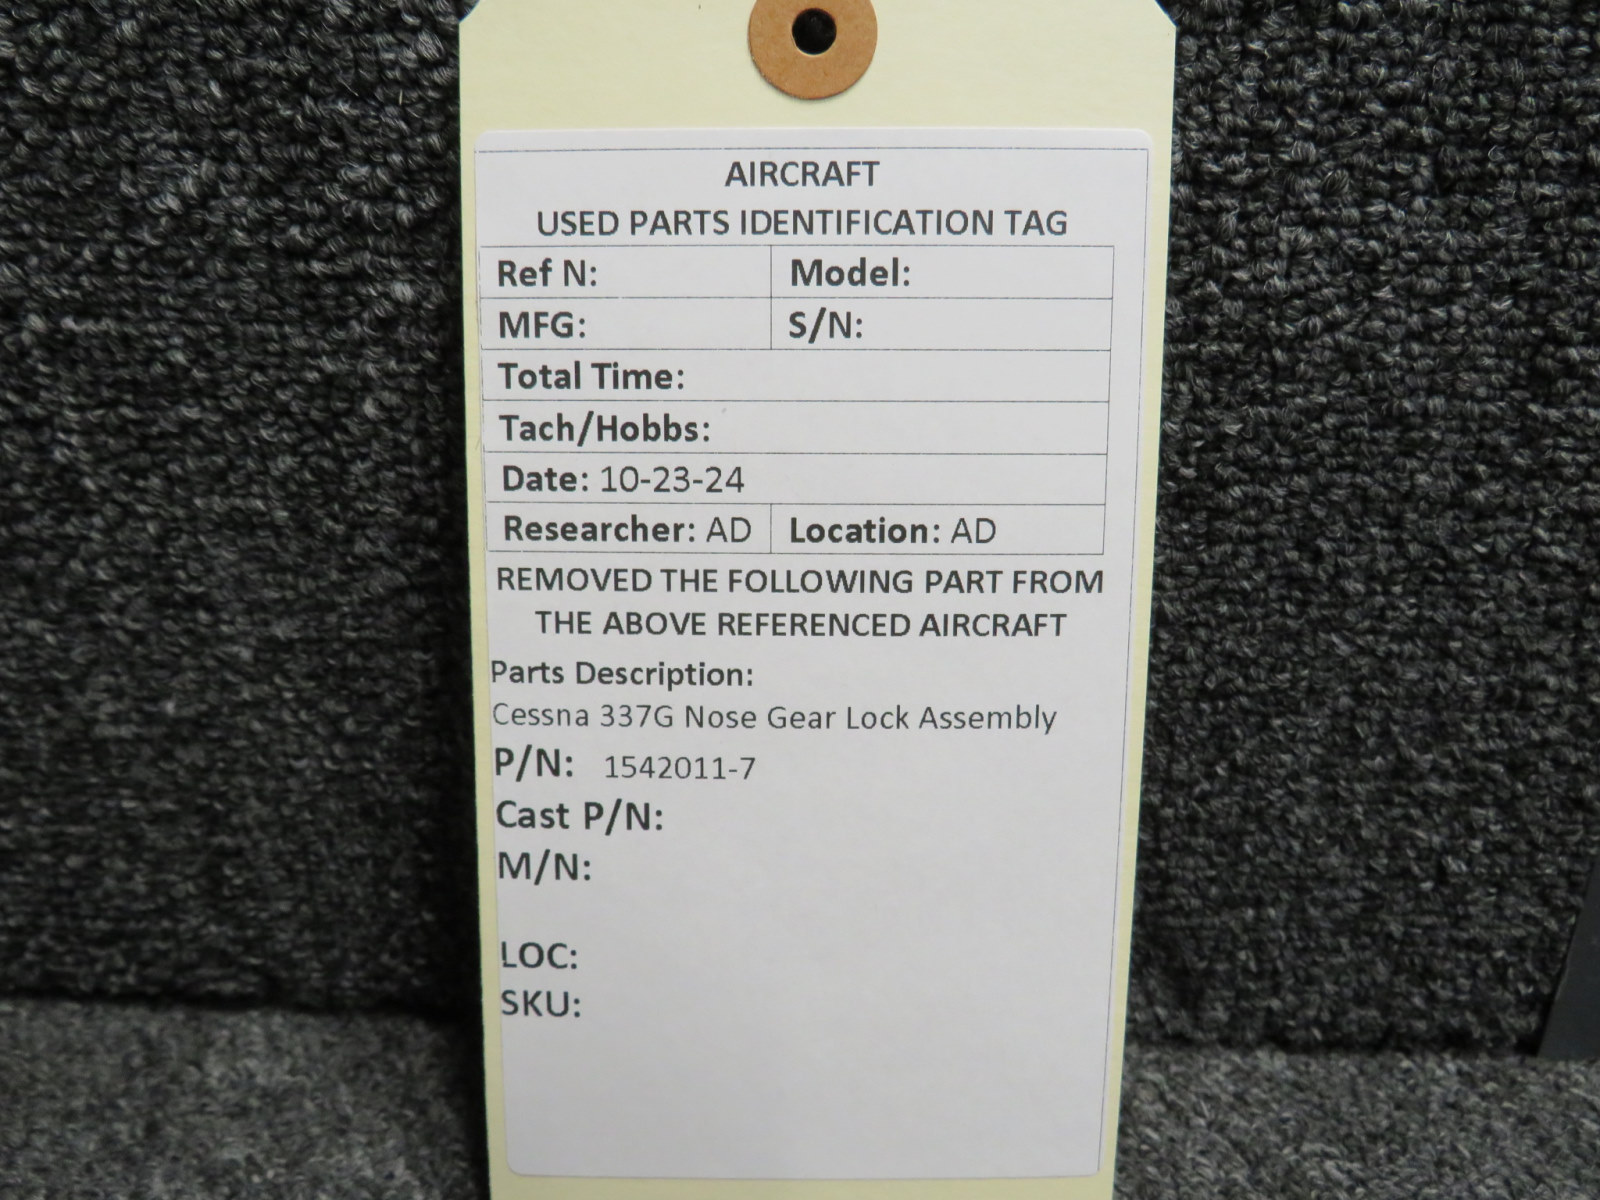 AIRCRAFT
USED PARTS IDENTIFICATION TAG
Ref N: Model:
MFG: S/N:
Total Time:
Tach/Hobbs:
Date: 10-23-24
Researcher: AD Location: AD
REMOVED THE FOLLOWING PART FROM
THE ABOVE REFERENCED AIRCRAFT
Parts Description:
Cessna 337G Nose Gear Lock Assembly
P/N: 1542011-7
Cast P/N:
M/N:
LOC:
SKU: